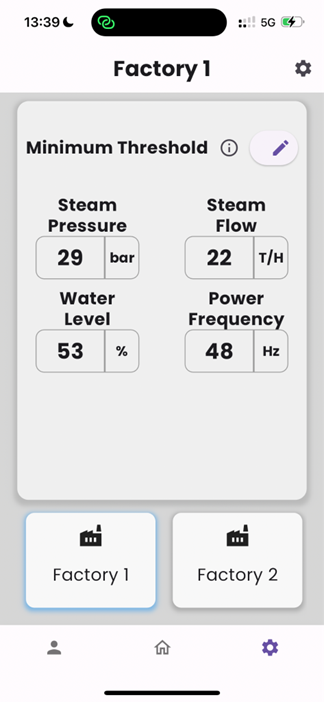 13:39
5G
Factory 1
Minimum Threshold
Steam Pressure
29 bar
Steam Flow
22 T/H
Water Level
53 %
Power Frequency
48 Hz
Factory 1
Factory 2